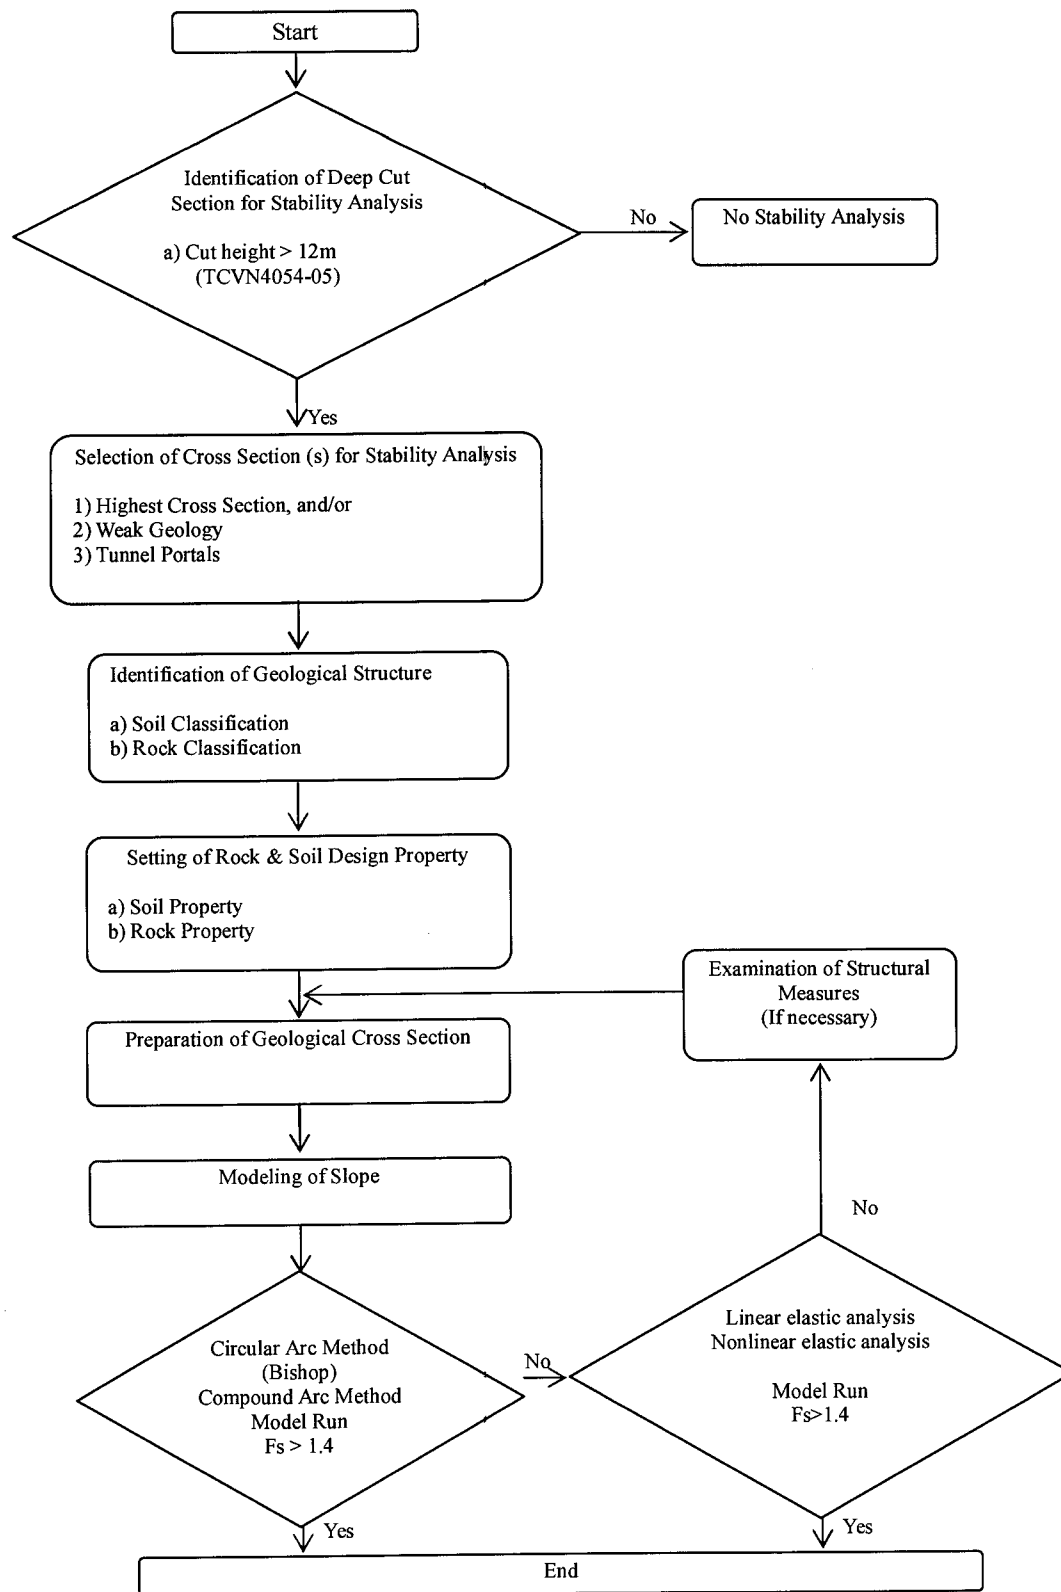 Start
Identification of Deep Cut
Section for Stability Analysis
a) Cut height > 12m
(TCVN4054-05)
No
No Stability Analysis
Yes
Selection of Cross Section (s) for Stability Analysis
1) Highest Cross Section, and/or
2) Weak Geology
3) Tunnel Portals
Identification of Geological Structure
a) Soil Classification
b) Rock Classification
Setting of Rock & Soil Design Property
a) Soil Property
b) Rock Property
Examination of Structural
Measures
(If necessary)
Preparation of Geological Cross Section
Modeling of Slope
No
Circular Arc Method
(Bishop)
Compound Arc Method
Model Run
Fs > 1.4
No
Linear elastic analysis
Nonlinear elastic analysis
Model Run
Fs>1.4
Yes
Yes
End